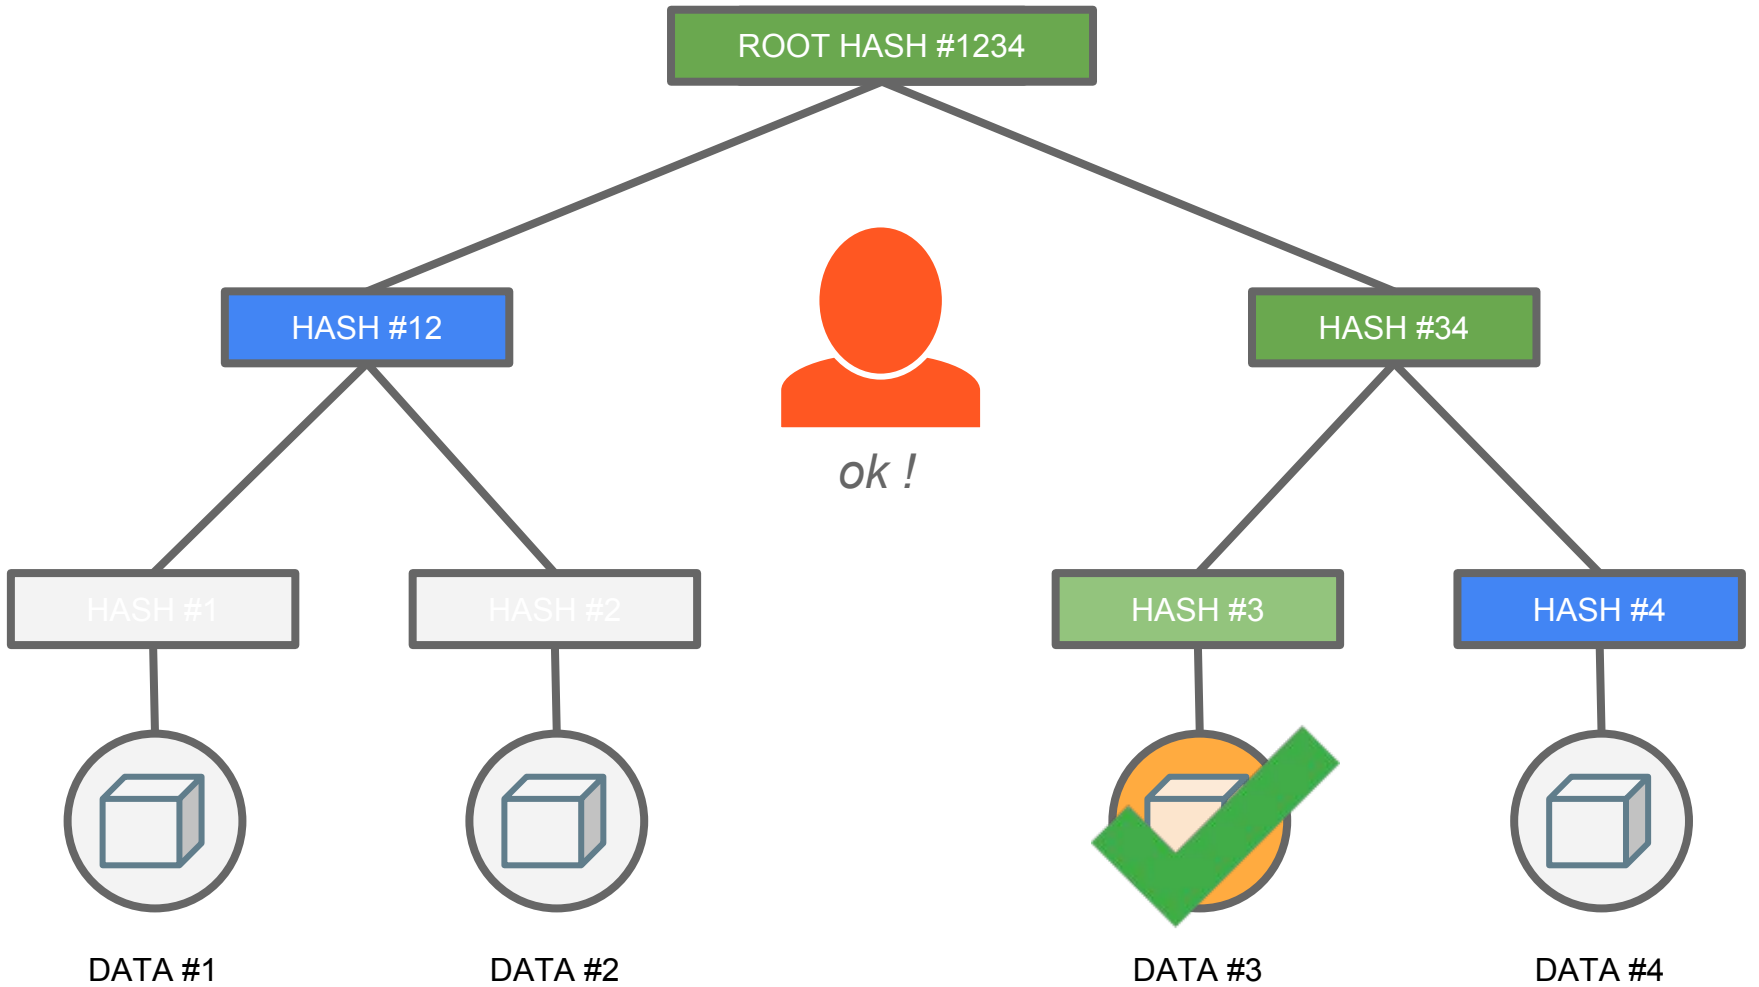 ROOT HASH #1234
HASH #12
HASH #34
ok !
HASH #1
HASH #2
HASH #3
HASH #4
DATA #1
DATA #2
DATA #3
DATA #4